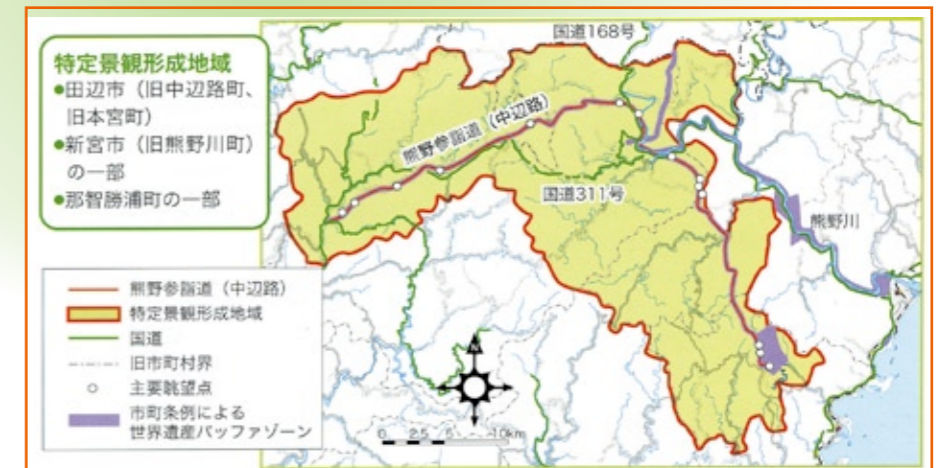 国道168号
特定景観形成地域
●田辺市（旧中辺路町、
旧本宮町）
●新宮市（旧熊野川町）
の一部
●那智勝浦町の一部
熊野参詣道（中辺路）
国道311号
熊野川
熊野参詣道（中辺路）
特定景観形成地域
国道
旧市町村界
主要眺望点
市町条例による
世界遺産バッファゾーン
N
0 2.5 5 10km